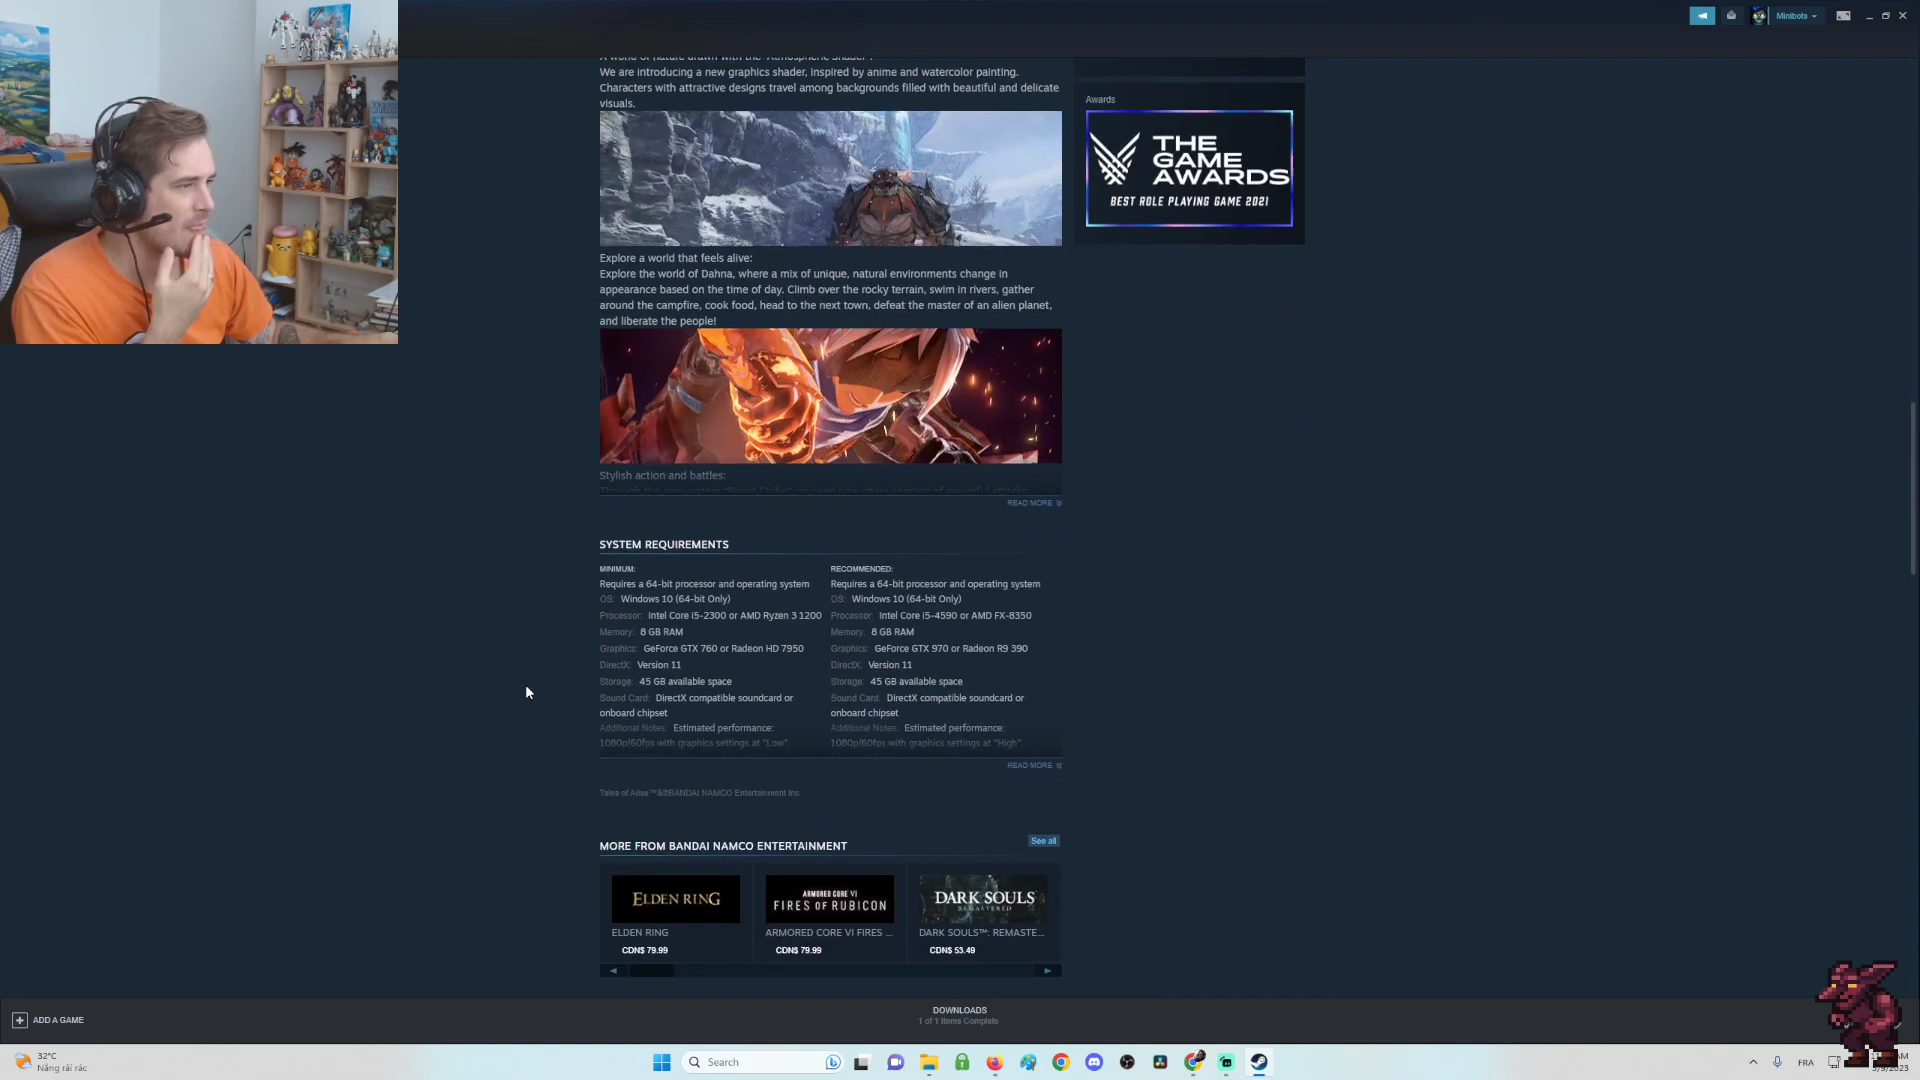 Minibots
We are introducing a new graphics shader, inspired by anime and watercolor painting.
Characters with attractive designs travel among backgrounds filled with beautiful and delicate
visuals.
Awards
THE
GAME
AWARDS
BEST ROLE PLAYING GAME 2021
Explore a world that feels alive:
Explore the world of Dahna, where a mix of unique, natural environments change in
appearance based on the time of day. Climb over the rocky terrain, swim in rivers, gather
around the campfire, cook food, head to the next town, defeat the master of an alien planet,
and liberate the people!
Stylish action and battles:
READ MORE
SYSTEM REQUIREMENTS
MINIMUM:
Requires a 64-bit processor and operating system
OS: Windows 10 (64-bit Only)
Processor: Intel Core i5-2300 or AMD Ryzen 3 1200
Memory: 8 GB RAM
Graphics: GeForce GTX 760 or Radeon HD 7950
DirectX: Version 11
Storage: 45 GB available space
Sound Card: DirectX compatible soundcard or
onboard chipset
Additional Notes: Estimated performance:
1080p/60fps with graphics settings at "Low".
RECOMMENDED:
Requires a 64-bit processor and operating system
OS: Windows 10 (64-bit Only)
Processor: Intel Core i5-4590 or AMD FX-8350
Memory: 8 GB RAM
Graphics: GeForce GTX 970 or Radeon R9 390
DirectX: Version 11
Storage: 45 GB available space
Sound Card: DirectX compatible soundcard or
onboard chipset
Additional Notes: Estimated performance:
1080p/60fps with graphics settings at "High".
READ MORE
Tales of Arise™&©BANDAI NAMCO Entertainment Inc.
MORE FROM BANDAI NAMCO ENTERTAINMENT
See all
ELDEN RING
ARMORED CORE VI
FIRES OF RUBICON
DARK SOULS
REMASTERED
ELDEN RING
ARMORED CORE VI FIRES ...
DARK SOULS™: REMASTE...
CDN$ 79.99
CDN$ 79.99
CDN$ 53.49
ADD A GAME
DOWNLOADS
1 of 1 Items Complete
32°C
Nắng rải rác
Search
FRA